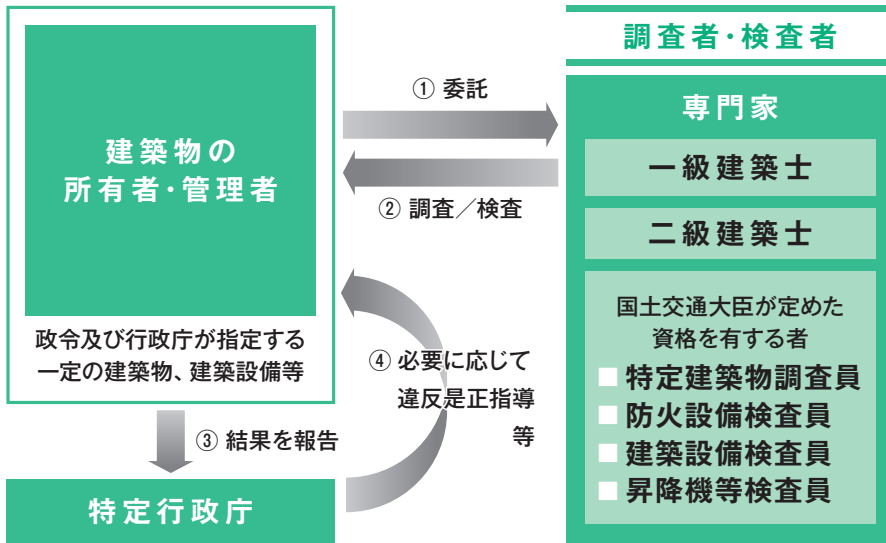 建築物の
所有者・管理者
政令及び行政庁が指定する
一定の建築物、建築設備等
① 委託
② 調査／検査
③ 結果を報告
④ 必要に応じて
違反是正指導
等
特定行政庁
調査者・検査者
専門家
一級建築士
二級建築士
国土交通大臣が定めた
資格を有する者
■ 特定建築物調査員
■ 防火設備検査員
■ 建築設備検査員
■ 昇降機等検査員